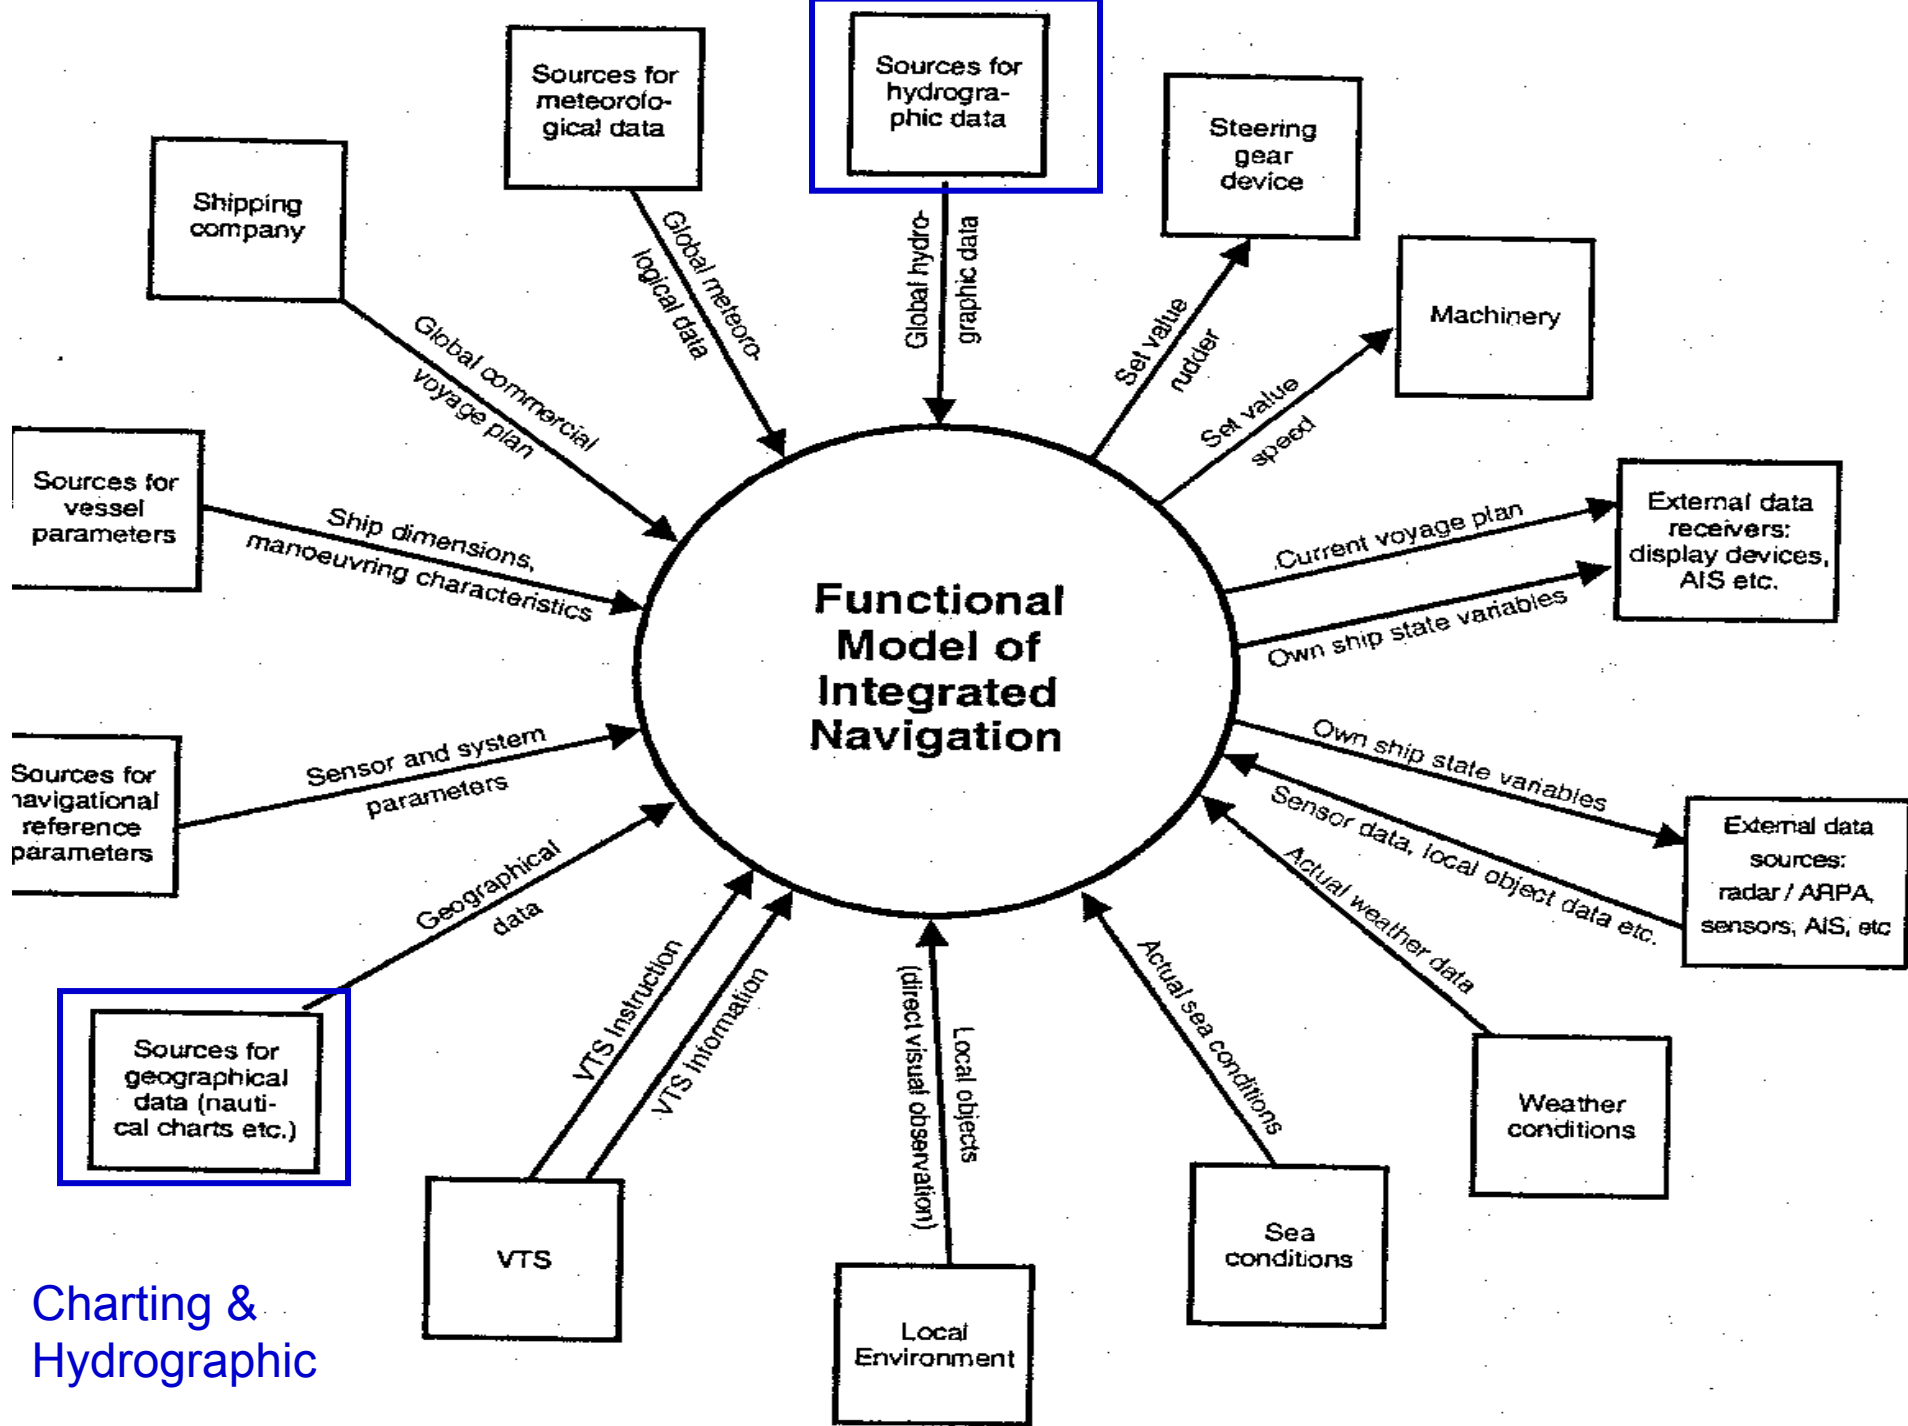 Sources for
meteorolo-
gical data
Sources for
hydrogra-
phic data
Steering
gear
device
Shipping
company
Machinery
Global meteoro-
logical data
Global hydro-
graphic data
Set value
rudder
Set value
speed
Global commercial
voyage plan
Sources for
vessel
parameters
Ship dimensions,
manoeuvring characteristics
Current voyage plan
Own ship state variables
External data
receivers:
display devices,
AIS etc.
Functional
Model of
Integrated
Navigation
Sources for
navigational
reference
parameters
Sensor and system
parameters
Own ship state variables
Sensor data, local object data etc.
External data
sources:
radar / ARPA,
sensors, AIS, etc
Geographical
data
Actual weather data
Actual sea conditions
VTS Instruction
VTS Information
Local objects
(direct visual observation)
Sources for
geographical
data (nauti-
cal charts etc.)
Weather
conditions
VTS
Sea
conditions
Local
Environment
Charting &
Hydrographic